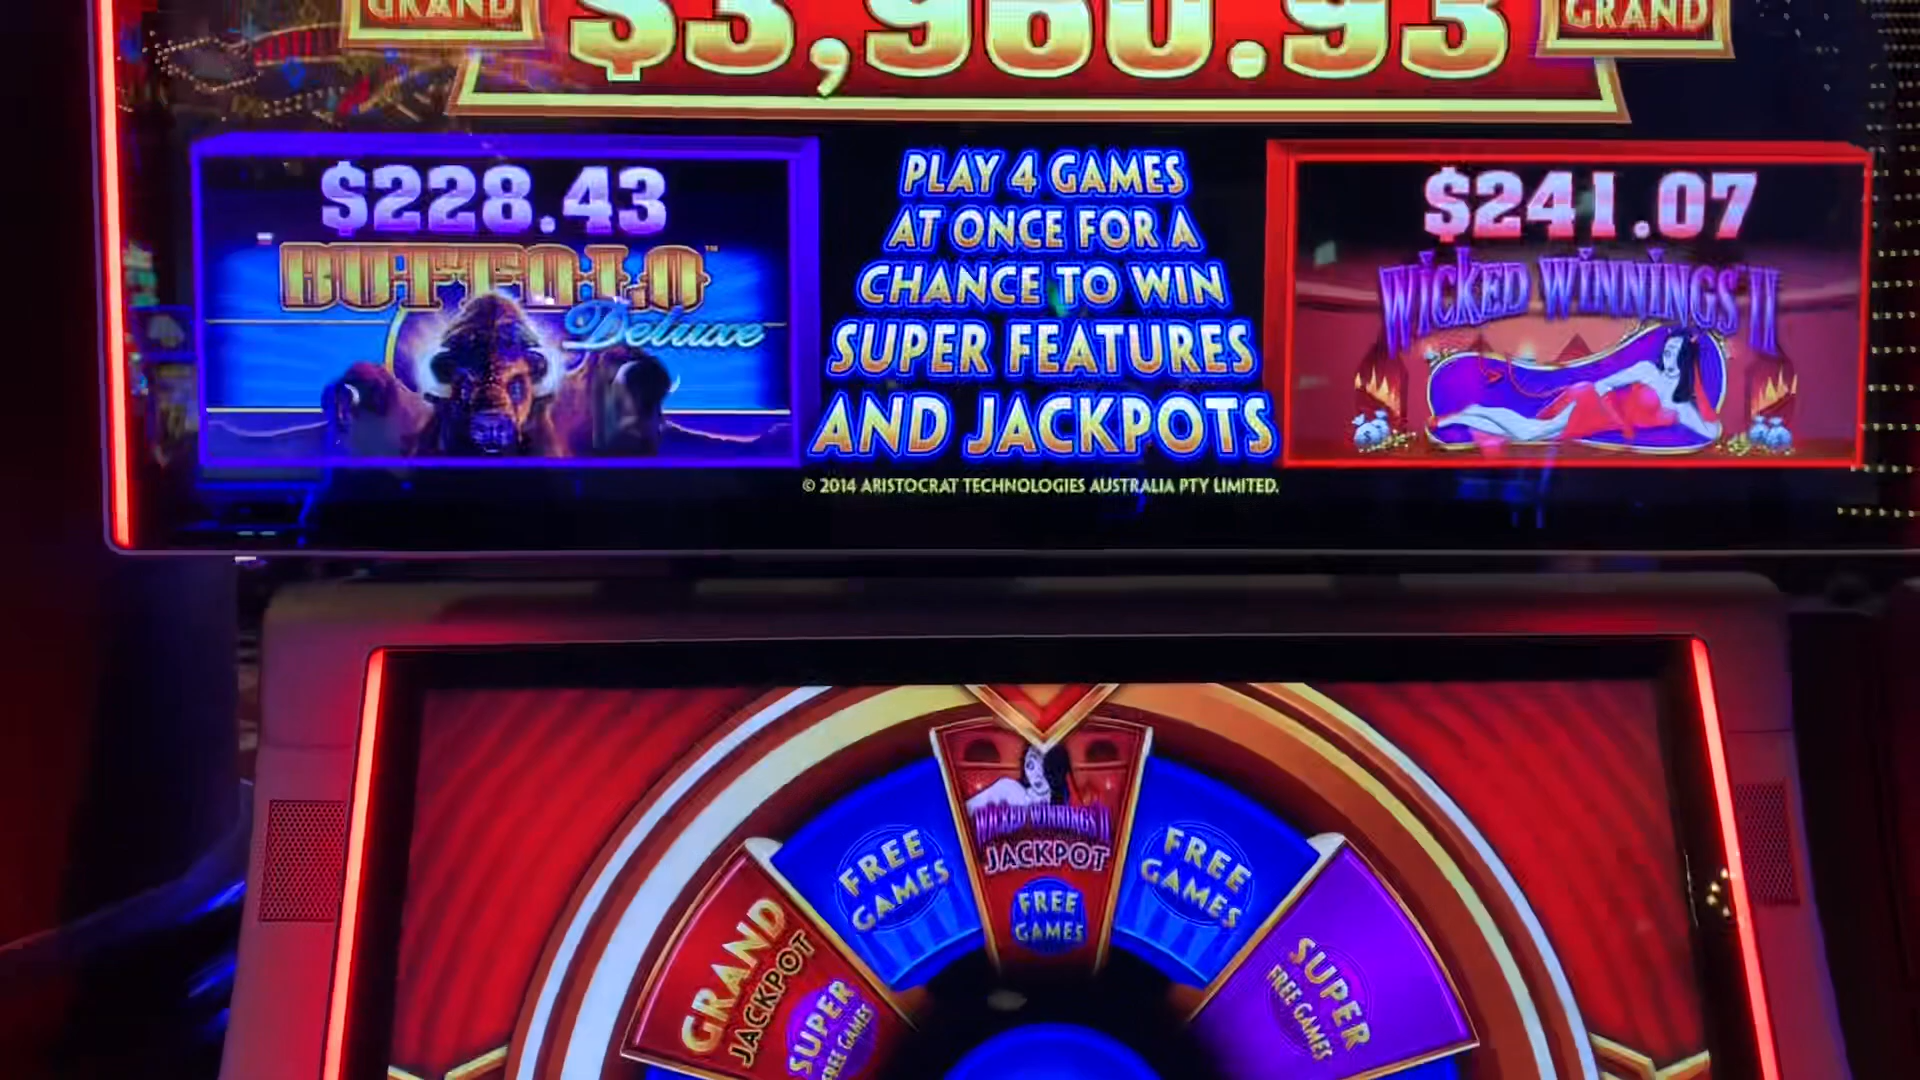 GRAND
$3,960.93
GRAND
$228.43
BUFFALO™
Deluxe
PLAY 4 GAMES
AT ONCE FOR A
CHANCE TO WIN
SUPER FEATURES
AND JACKPOTS
$241.07
WICKED WINNINGS II
© 2014 ARISTOCRAT TECHNOLOGIES AUSTRALIA PTY LIMITED.
GRAND
JACKPOT
SUPER
FREE GAMES
FREE
GAMES
WICKED WINNINGS II
JACKPOT
FREE
GAMES
FREE
GAMES
SUPER
FREE GAMES